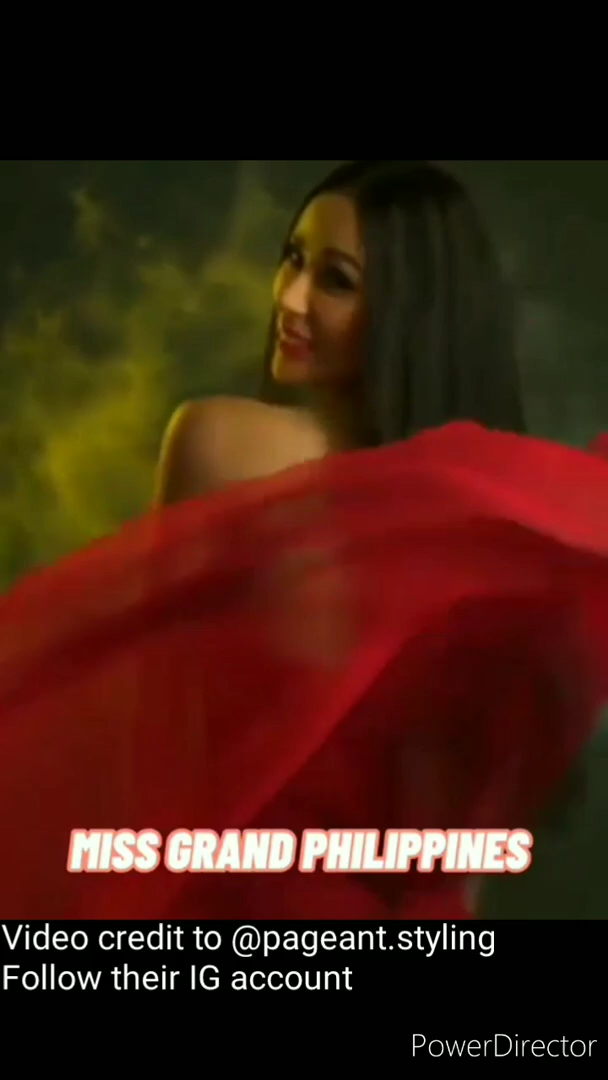 MISS GRAND PHILIPPINES
Video credit to @pageant.styling
Follow their IG account
PowerDirector